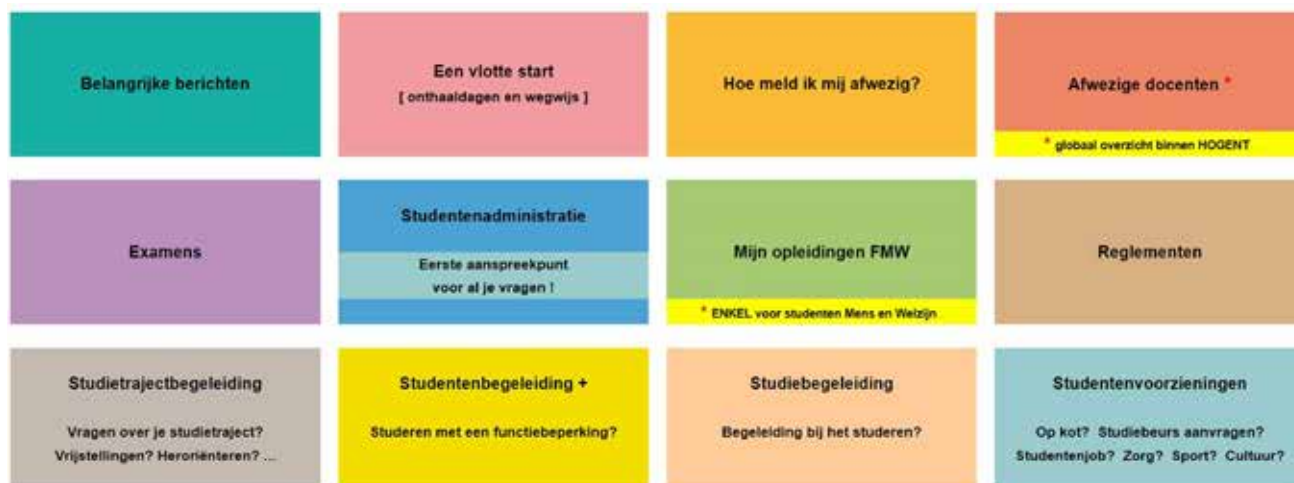 Belangrijke berichten
Een vlotte start
[ onthaaldagen en wegwijs ]
Hoe meld ik mij afwezig?
Afwezige docenten *
* globaal overzicht binnen HOGENT
Examens
Studentenadministratie
Eerste aanspreekpunt
voor al je vragen !
Mijn opleidingen FMW
* ENKEL voor studenten Mens en Welzijn
Reglementen
Studietrajectbegeleiding
Vragen over je studietraject?
Vrijstellingen? Heroriënteren? ...
Studentenbegeleiding +
Studeren met een functiebeperking?
Studiebegeleiding
Begeleiding bij het studeren?
Studentenvoorzieningen
Op kot? Studiebeurs aanvragen?
Studentenjob? Zorg? Sport? Cultuur?